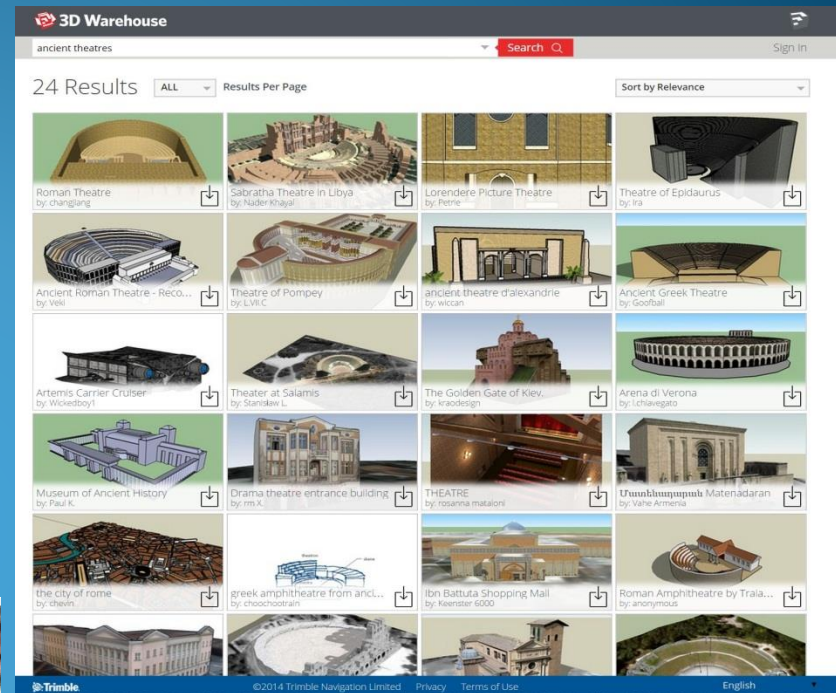 3D Warehouse
ancient theatres
Search
Sign In
24 Results
ALL
Results Per Page
Sort by Relevance
Roman Theatre
by: changjiang
Sabratha Theatre in Libya
by: Nader Khayal
Lorendere Picture Theatre
by: Petrie
Theatre of Epidaurus
by: Ira
Ancient Roman Theatre - Reco...
by: Veki
Theatre of Pompey
by: L.VII.C
ancient theatre d'alexandrie
by: wiccan
Ancient Greek Theatre
by: Goofball
Artemis Carrier Cruiser
by: Wickedboy1
Theater at Salamis
by: Stanisław L.
The Golden Gate of Kiev.
by: kraodesign
Arena di Verona
by: l.chiavegato
Museum of Ancient History
by: Paul K.
Drama theatre entrance building
by: rm X.
THEATRE
by: rosanna mataloni
Մատենադարան Matenadaran
by: Vahe Armenia
the city of rome
by: chevin
greek amphitheatre from anci...
by: choochootrain
Ibn Battuta Shopping Mall
by: Keenster 6000
Roman Amphitheatre by Traia...
by: anonymous
Trimble
©2014 Trimble Navigation Limited
Privacy
Terms of Use
English